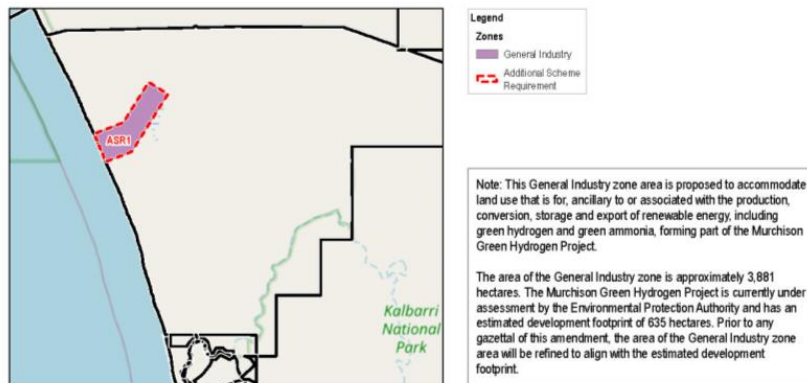 ASR1
Kalbarri
National
Park
Legend
Zones
General Industry
Additional Scheme
Requirement
Note: This General Industry zone area is proposed to accommodate
land use that is for, ancillary to or associated with the production,
conversion, storage and export of renewable energy, including
green hydrogen and green ammonia, forming part of the Murchison
Green Hydrogen Project.
The area of the General Industry zone is approximately 3,881
hectares. The Murchison Green Hydrogen Project is currently under
assessment by the Environmental Protection Authority and has an
estimated development footprint of 635 hectares. Prior to any
gazettal of this amendment, the area of the General Industry zone
area will be refined to align with the estimated development
footprint.